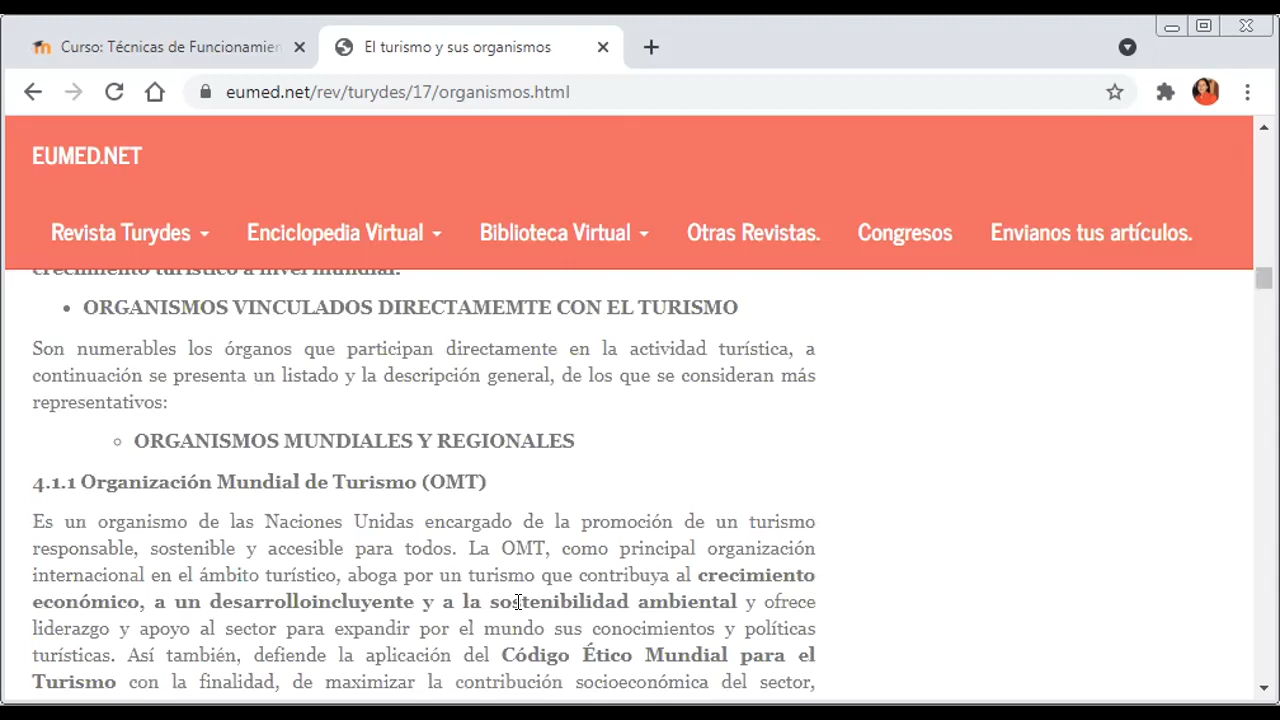 Curso: Técnicas de Funcionamien
El turismo y sus organismos
eumed.net/rev/turydes/17/organismos.html
EUMED.NET
Revista Turydes
Enciclopedia Virtual
Biblioteca Virtual
Otras Revistas.
Congresos
Envianos tus artículos.
crecimiento turístico a nivel mundial.
• ORGANISMOS VINCULADOS DIRECTAMEMTE CON EL TURISMO
Son numerables los órganos que participan directamente en la actividad turística, a
continuación se presenta un listado y la descripción general, de los que se consideran más
representativos:
◦ ORGANISMOS MUNDIALES Y REGIONALES
4.1.1 Organización Mundial de Turismo (OMT)
Es un organismo de las Naciones Unidas encargado de la promoción de un turismo
responsable, sostenible y accesible para todos. La OMT, como principal organización
internacional en el ámbito turístico, aboga por un turismo que contribuya al crecimiento
económico, a un desarrolloincluyente y a la sostenibilidad ambiental y ofrece
liderazgo y apoyo al sector para expandir por el mundo sus conocimientos y políticas
turísticas. Así también, defiende la aplicación del Código Ético Mundial para el
Turismo con la finalidad, de maximizar la contribución socioeconómica del sector,